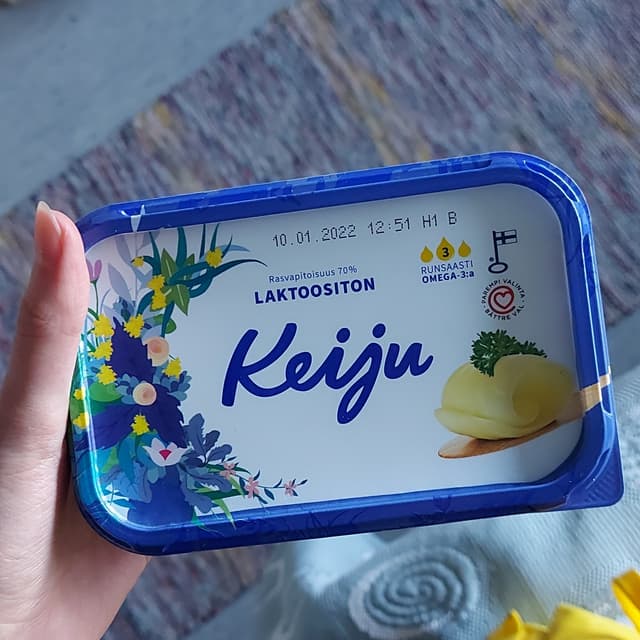 10.01.2022 12:51 H1 B
Rasvapitoisuus 70%
LAKTOOSITON
3
RUNSAASTI
OMEGA-3:a
PAREMPI VALINTA
BÄTTRE VAL
Keiju